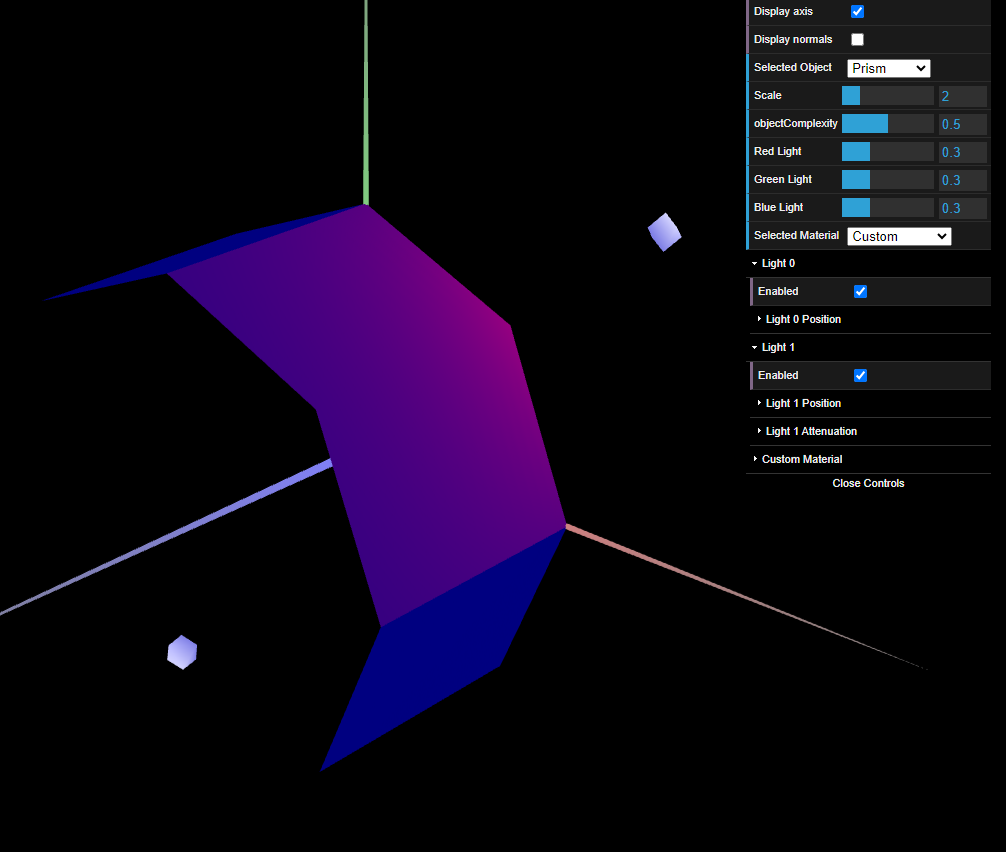 Display axis
Display normals
Selected Object Prism
Scale 2
objectComplexity 0.5
Red Light 0.3
Green Light 0.3
Blue Light 0.3
Selected Material Custom
Light 0
Enabled
Light 0 Position
Light 1
Enabled
Light 1 Position
Light 1 Attenuation
Custom Material
Close Controls